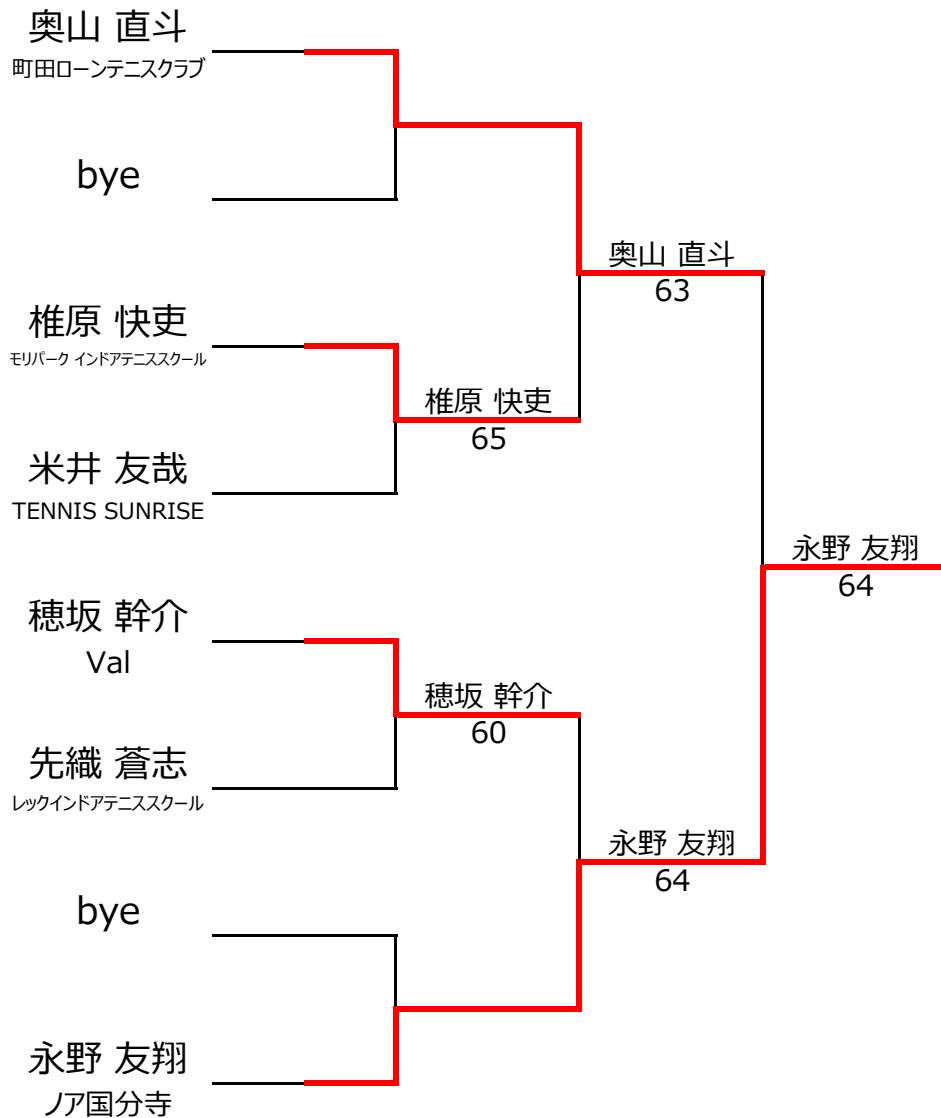 奥山 直斗
町田ローンテニスクラブ
bye
奥山 直斗
63
椎原 快吏
モリパーク インドアテニススクール
椎原 快吏
65
米井 友哉
TENNIS SUNRISE
永野 友翔
64
穂坂 幹介
Val
穂坂 幹介
60
先織 蒼志
レックインドアテニススクール
永野 友翔
64
bye
永野 友翔
ノア国分寺